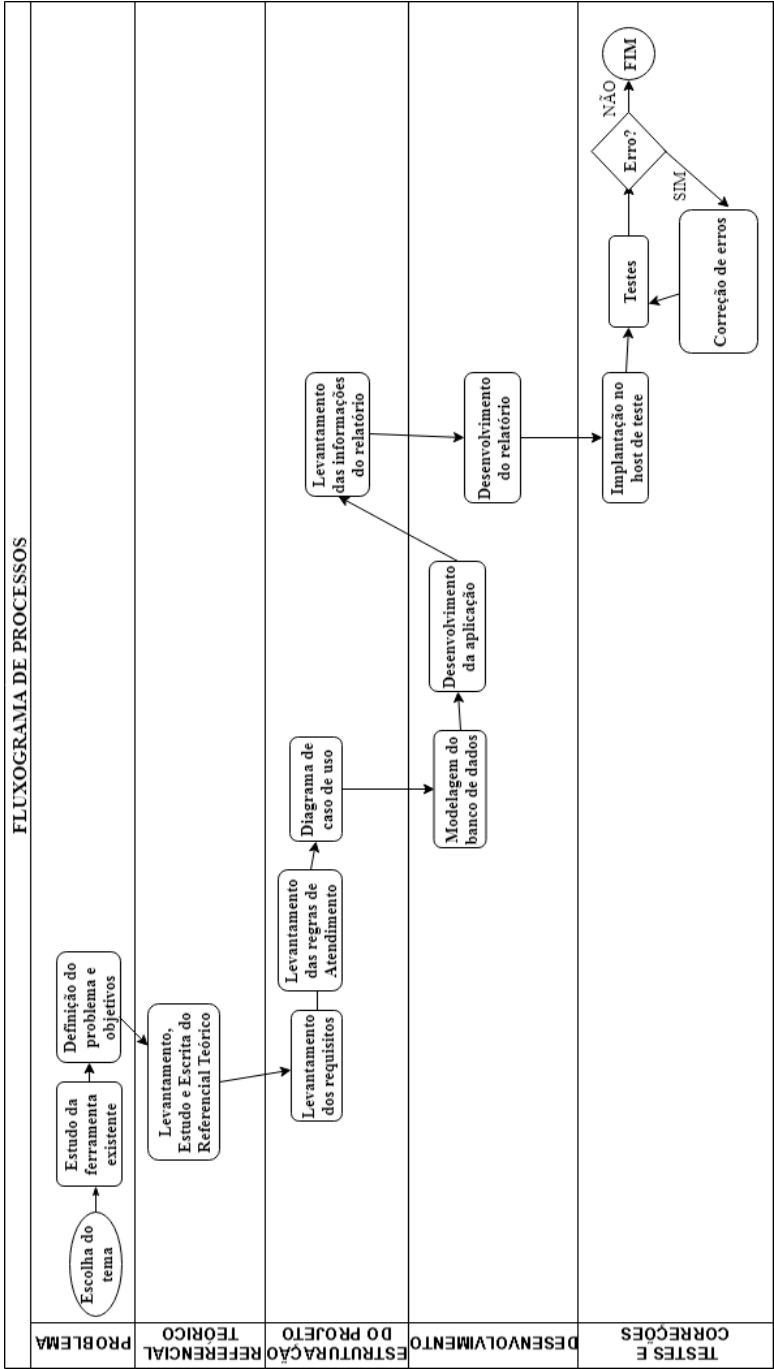 FLUXOGRAMA DE PROCESSOS
PROBLEMA
Escolha do
tema
Estudo da
ferramenta
existente
Definição do
problema e
objetivos
REFERENCIAL
TEÓRICO
Levantamento,
Estudo e Escrita do
Referencial Teórico
ESTRUTURAÇÃO
DO PROJETO
Levantamento
dos requisitos
Levantamento
das regras de
Atendimento
Diagrama de
caso de uso
Levantamento
das informações
do relatório
DESENVOLVIMENTO
Modelagem do
banco de dados
Desenvolvimento
da aplicação
Desenvolvimento
do relatório
TESTES E
CORREÇÕES
Implantação no
host de teste
Testes
Erro?
NÃO
FIM
SIM
Correção de erros